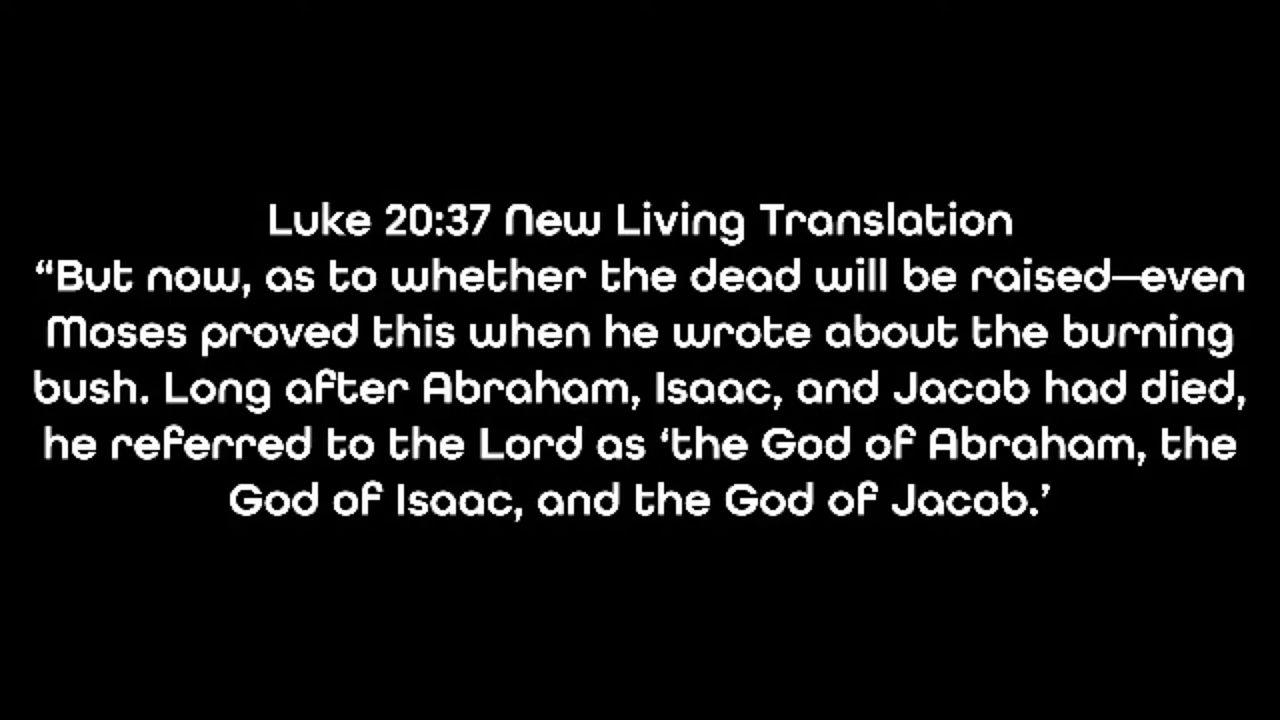 Luke 20:37 New Living Translation
“But now, as to whether the dead will be raised—even
Moses proved this when he wrote about the burning
bush. Long after Abraham, Isaac, and Jacob had died,
he referred to the Lord as ‘the God of Abraham, the
God of Isaac, and the God of Jacob.’